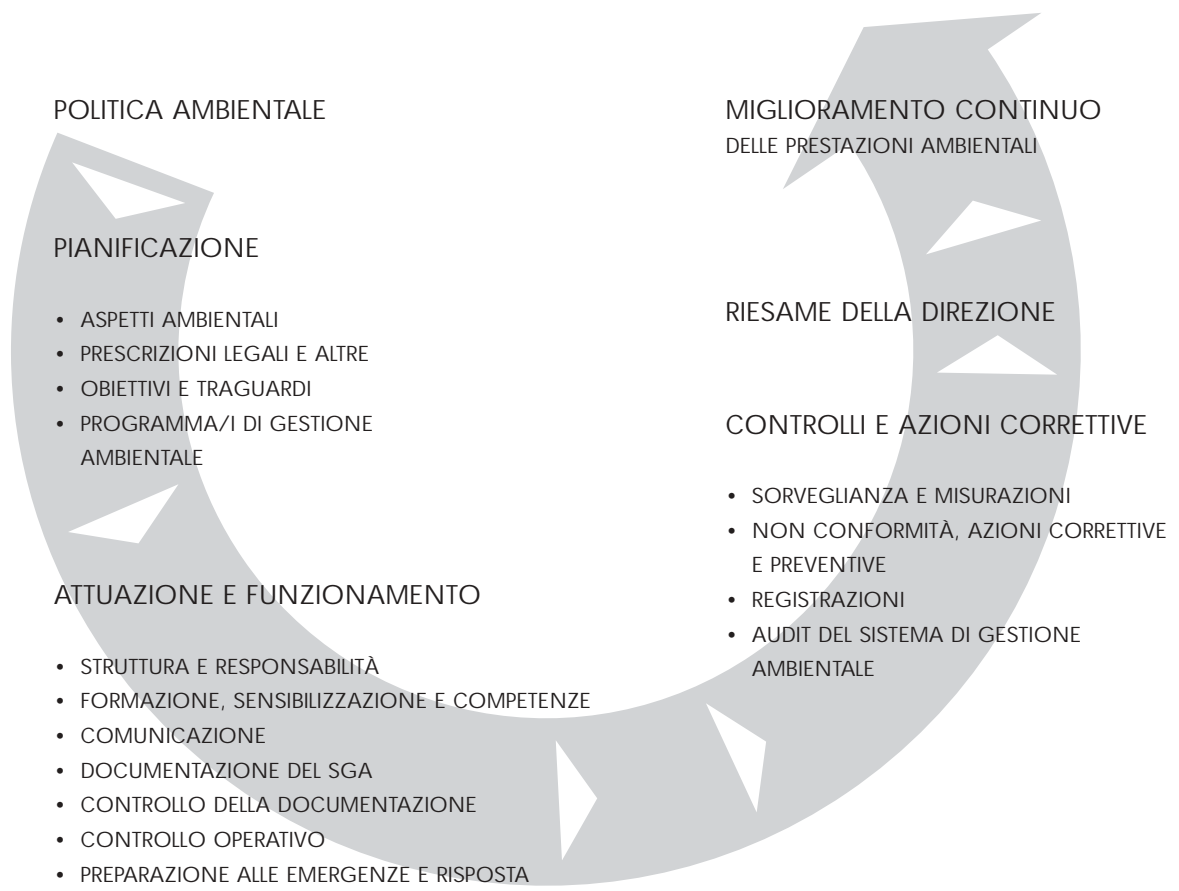 POLITICA AMBIENTALE
PIANIFICAZIONE
• ASPETTI AMBIENTALI
• PRESCRIZIONI LEGALI E ALTRE
• OBIETTIVI E TRAGUARDI
• PROGRAMMA/I DI GESTIONE
AMBIENTALE
ATTUAZIONE E FUNZIONAMENTO
• STRUTTURA E RESPONSABILITÀ
• FORMAZIONE, SENSIBILIZZAZIONE E COMPETENZE
• COMUNICAZIONE
• DOCUMENTAZIONE DEL SGA
• CONTROLLO DELLA DOCUMENTAZIONE
• CONTROLLO OPERATIVO
• PREPARAZIONE ALLE EMERGENZE E RISPOSTA
MIGLIORAMENTO CONTINUO
DELLE PRESTAZIONI AMBIENTALI
RIESAME DELLA DIREZIONE
CONTROLLI E AZIONI CORRETTIVE
• SORVEGLIANZA E MISURAZIONI
• NON CONFORMITÀ, AZIONI CORRETTIVE
E PREVENTIVE
• REGISTRAZIONI
• AUDIT DEL SISTEMA DI GESTIONE
AMBIENTALE